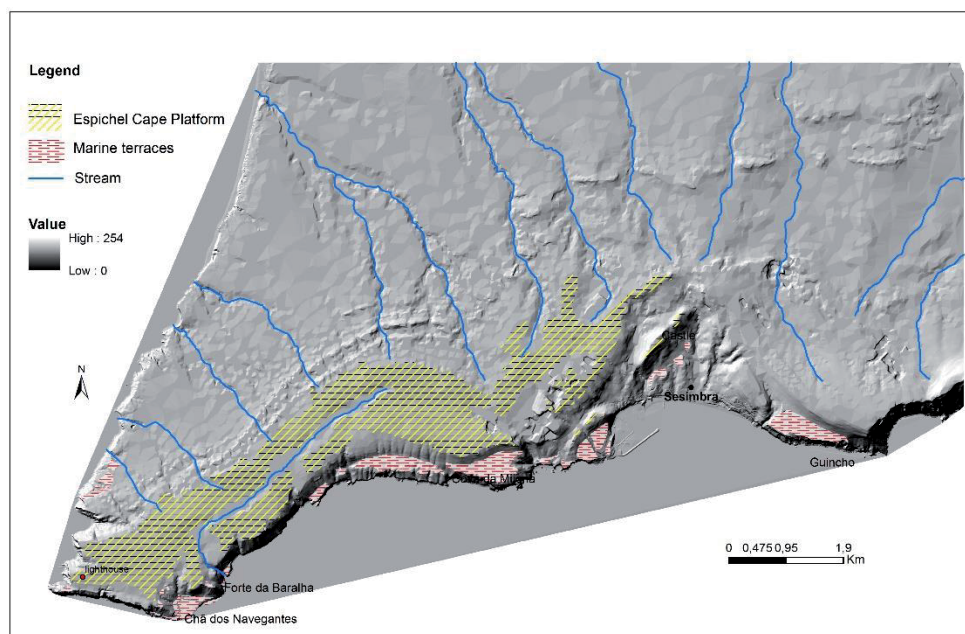 Legend
Espichel Cape Platform
Marine terraces
Stream
Value
High : 254
Low : 0
N
Castle
Sesimbra
Guincho
lighthouse
Forte da Baralha
Chã dos Navegantes
0 0,475 0,95 1,9
Km